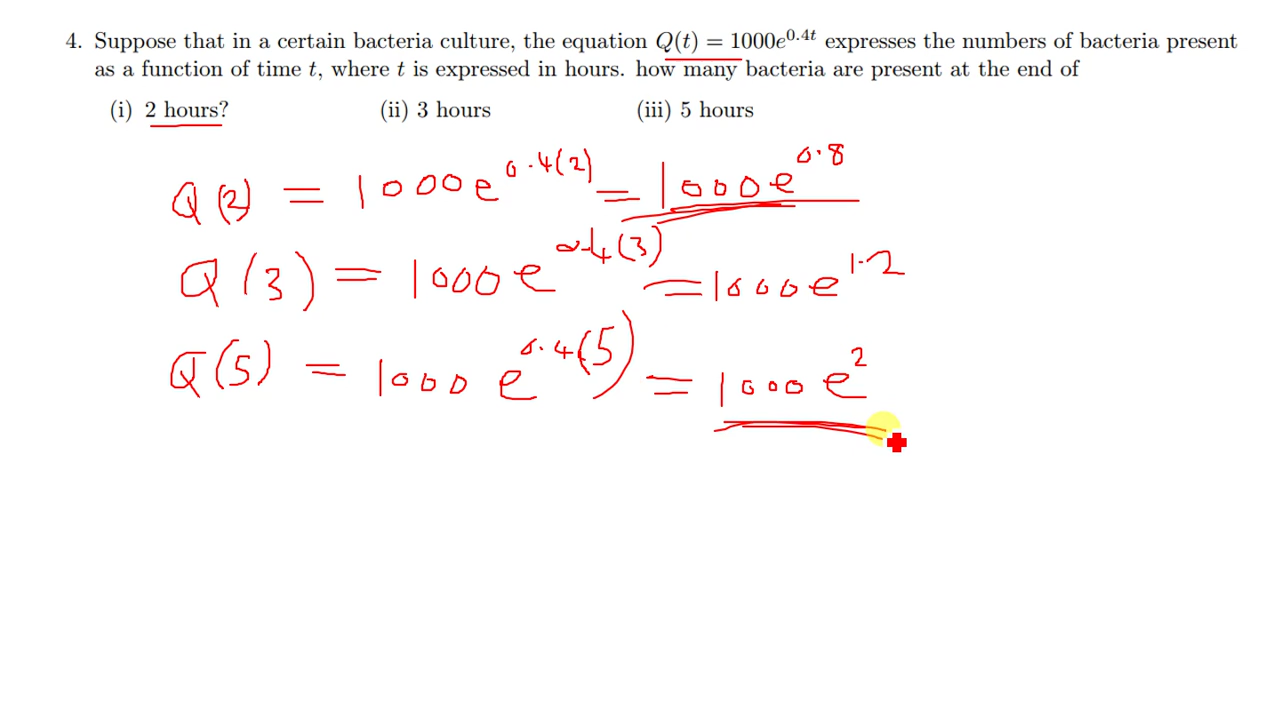 4. Suppose that in a certain bacteria culture, the equation Q(t) = 1000e^{0.4t} expresses the numbers of bacteria present
as a function of time t, where t is expressed in hours. how many bacteria are present at the end of
(i) 2 hours? (ii) 3 hours (iii) 5 hours
Q(2) = 1000e^{0.4(2)} = 1000e^{0.8}
Q(3) = 1000e^{0.4(3)} = 1000e^{1.2}
Q(5) = 1000e^{0.4(5)} = 1000e^{2}